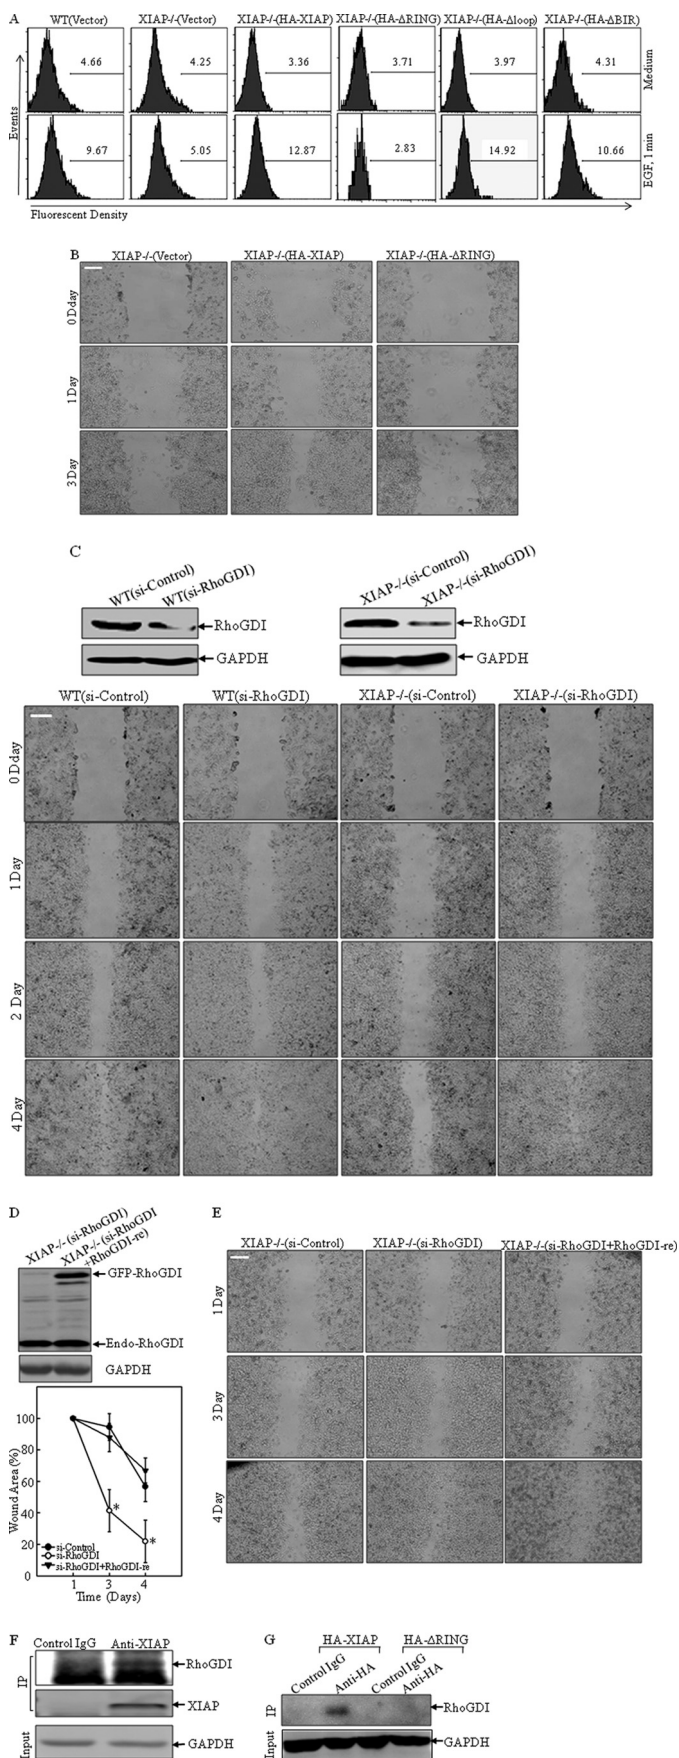 A
WT(Vector) XIAP-/-(Vector) XIAP-/-(HA-XIAP) XIAP-/-(HA-ΔRING) XIAP-/-(HA-Δloop) XIAP-/-(HA-ΔBIR)
4.66 4.25 3.36 3.71 3.97 4.31 Medium
Events
9.67 5.05 12.87 2.83 14.92 10.66 EGF, 1 min
Fluorescent Density
B
XIAP-/-(Vector) XIAP-/-(HA-XIAP) XIAP-/-(HA-ΔRING)
0 Dday
1 Day
3 Day
C
WT(si-Control) WT(si-RhoGDI) XIAP-/-(si-Control) XIAP-/-(si-RhoGDI)
RhoGDI RhoGDI
GAPDH GAPDH
WT(si-Control) WT(si-RhoGDI) XIAP-/-(si-Control) XIAP-/-(si-RhoGDI)
0 Dday
1 Day
2 Day
4 Day
D
XIAP-/-(si-RhoGDI)
XIAP-/-(si-RhoGDI
+RhoGDI-re)
GFP-RhoGDI
Endo-RhoGDI
GAPDH
Wound Area (%)
100
80
60
40
20
0
* *
si-Control
si-RhoGDI
si-RhoGDI+RhoGDI-re
1 3 4
Time (Days)
E
XIAP-/-(si-Control) XIAP-/-(si-RhoGDI) XIAP-/-(si-RhoGDI+RhoGDI-re)
1 Day
3 Day
4 Day
F
Control IgG Anti-XIAP
IP
RhoGDI
XIAP
Input
GAPDH
G
HA-XIAP HA-ΔRING
Control IgG Anti-HA Control IgG Anti-HA
IP
RhoGDI
Input
GAPDH